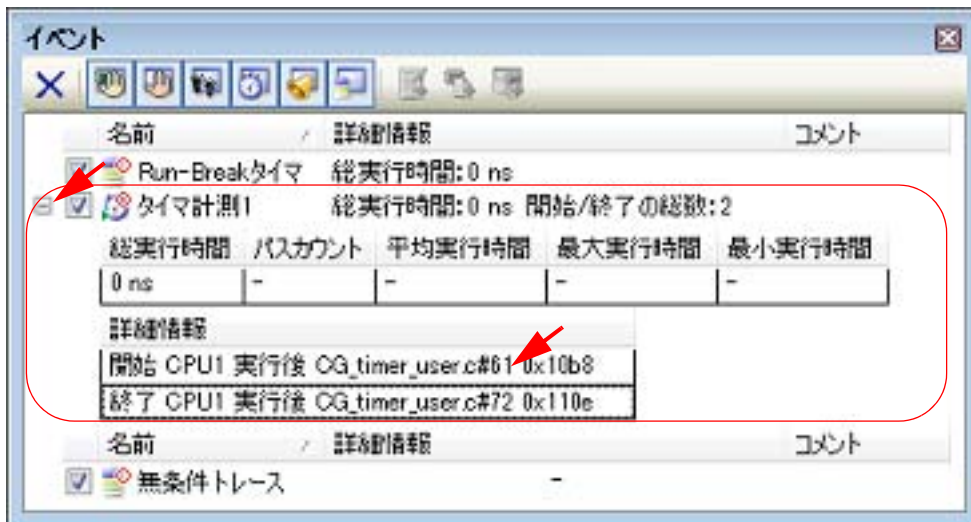 イベント
名前 詳細情報 コメント
Run-Breakタイマ 総実行時間:0 ns
タイマ計測1 総実行時間:0 ns 開始/終了の総数:2
総実行時間 パスカウント 平均実行時間 最大実行時間 最小実行時間
0 ns - - - -
詳細情報
開始 CPU1 実行後 CG_timer_user.c#61 0x10b8
終了 CPU1 実行後 CG_timer_user.c#72 0x110e
名前 詳細情報 コメント
無条件トレース -